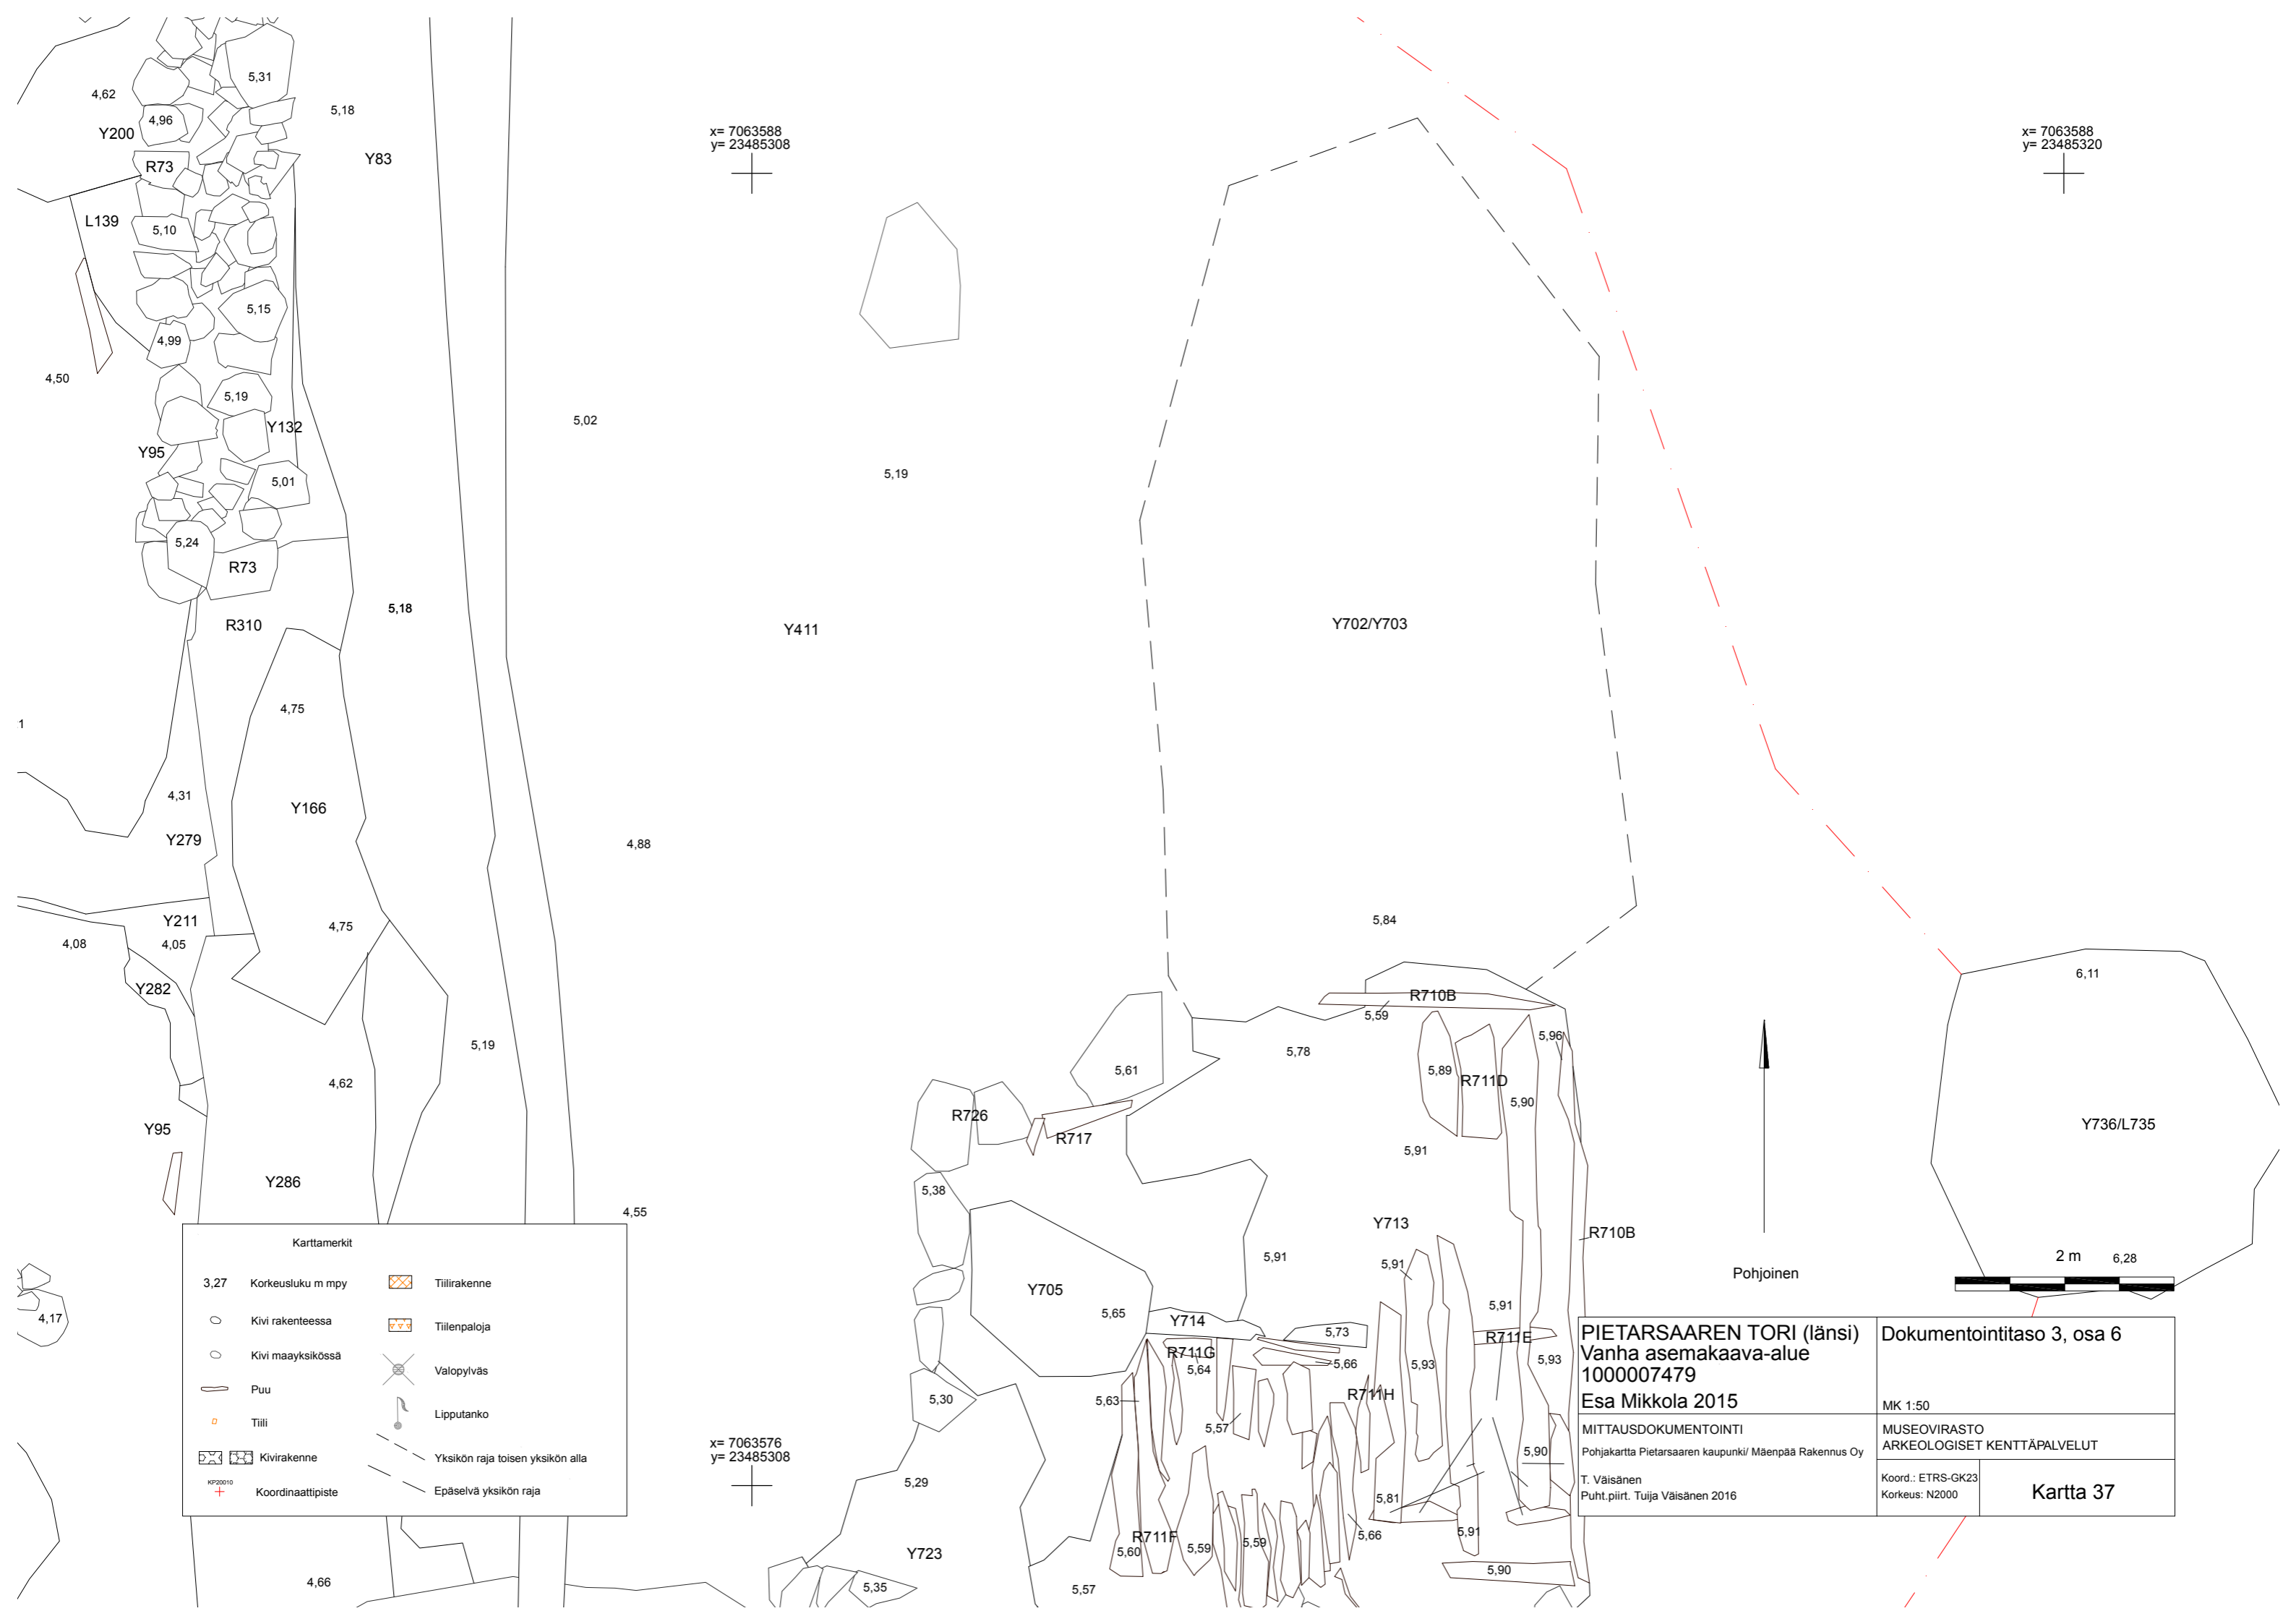 5,31
4,62
5,18
4,96
Y200
x= 7063588
y= 23485308
x= 7063588
y= 23485320
Y83
R73
L139
5,10
5,15
4,99
4,50
5,19
Y132
5,02
Y95
5,19
5,01
5,24
R73
5,18
R310
Y411
Y702/Y703
4,75
1
4,31
Y166
Y279
4,88
Y211
4,75
5,84
4,08
4,05
Y282
6,11
R710B
5,59
5,96
5,19
5,78
4,62
5,61
5,89
R711D
5,90
R726
R717
Y95
5,91
Y736/L735
Y286
5,38
4,55
Y713
R710B
5,91
5,91
2 m
6,28
Pohjoinen
Y705
5,65
5,91
4,17
Y714
5,73
R711E
R711G
5,64
5,66
5,93
5,93
R711H
5,63
5,30
5,57
x= 7063576
y= 23485308
5,90
5,29
5,81
R711F
5,66
5,91
5,60
5,59
5,59
Y723
5,90
4,66
5,35
5,57
Karttamerkit
3,27 Korkeusluku m mpy
Tiilirakenne
Kivi rakenteessa
Tiilenpaloja
Kivi maayksikössä
Valopylväs
Puu
Lipputanko
Tiili
Kivirakenne
Yksikön raja toisen yksikön alla
KP20010
Koordinaattipiste
Epäselvä yksikön raja
PIETARSAAREN TORI (länsi)
Vanha asemakaava-alue
1000007479
Esa Mikkola 2015
Dokumentointitaso 3, osa 6
MK 1:50
MITTAUSDOKUMENTOINTI
Pohjakartta Pietarsaaren kaupunki/ Mäenpää Rakennus Oy
T. Väisänen
Puht.piirt. Tuija Väisänen 2016
MUSEOVIRASTO
ARKEOLOGISET KENTTÄPALVELUT
Koord.: ETRS-GK23
Korkeus: N2000
Kartta 37